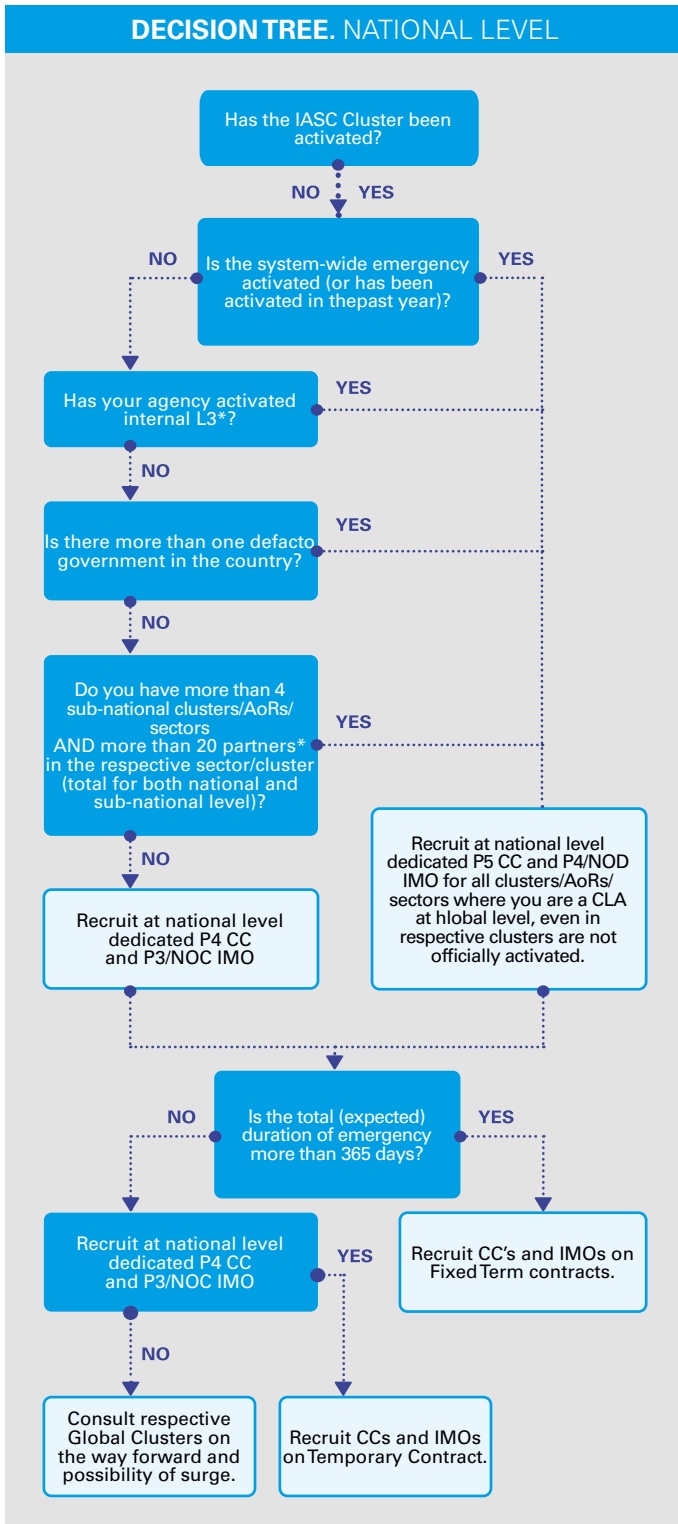 DECISION TREE. NATIONAL LEVEL
Has the IASC Cluster been
activated?
NO YES
NO
Is the system-wide emergency
activated (or has been
activated in thepast year)?
YES
Has your agency activated
internal L3*?
YES
NO
Is there more than one defacto
government in the country?
YES
NO
Do you have more than 4
sub-national clusters/AoRs/
sectors
AND more than 20 partners*
in the respective sector/cluster
(total for both national and
sub-national level)?
YES
NO
Recruit at national level
dedicated P4 CC
and P3/NOC IMO
Recruit at national level
dedicated P5 CC and P4/NOD
IMO for all clusters/AoRs/
sectors where you are a CLA
at hlobal level, even in
respective clusters are not
officially activated.
NO
Is the total (expected)
duration of emergency
more than 365 days?
YES
Recruit at national level
dedicated P4 CC
and P3/NOC IMO
YES
Recruit CC's and IMOs on
Fixed Term contracts.
NO
Consult respective
Global Clusters on
the way forward and
possibility of surge.
Recruit CCs and IMOs
on Temporary Contract.